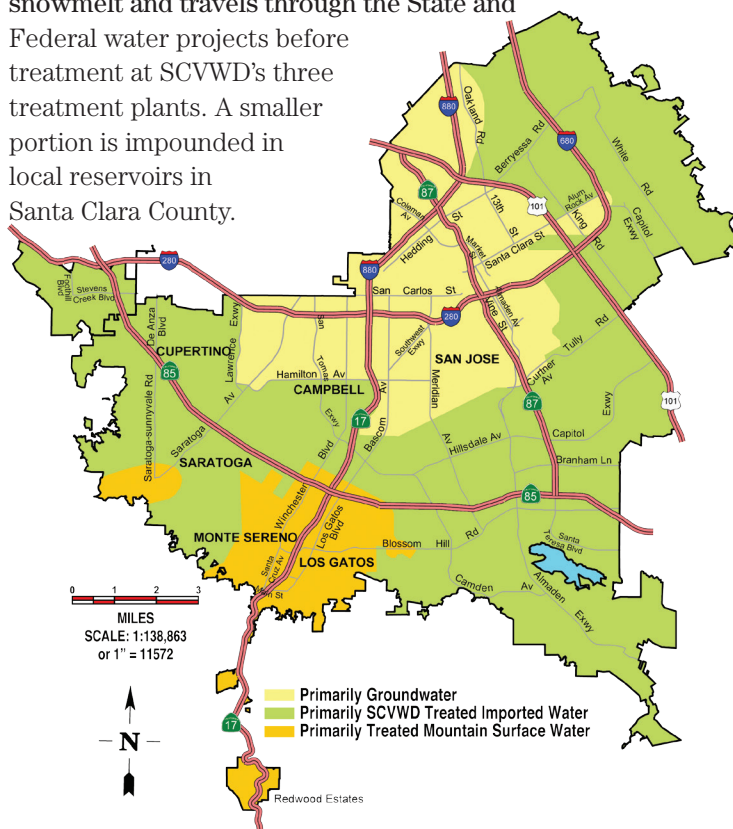 snowmelt and travels through the State and
Federal water projects before
treatment at SCVWD's three
treatment plants. A smaller
portion is impounded in
local reservoirs in
Santa Clara County.
880
Oakland Rd
680
Berryessa Rd
White Rd
87
101
Alum
Rock Av
Capitol
Expy
Coleman
Av
Hedding St
13th St
King Rd
Market St
Santa Clara St
280
880
Foothill
Blvd
Stevens
Creek Blvd
San Carlos St
280
Almaden Av
Vine St
De Anza
Blvd
Lawrence Expy
San Tomas Expy
Southwest
Expy
Tully Rd
CUPERTINO
SAN JOSE
85
Hamilton Av
CAMPBELL
Meridian Av
Curtner
Av
87
101
Saratoga-sunnyvale Rd
Saratoga Av
17
Bascom Av
Hillsdale Av
Capitol Expy
Branham Ln
SARATOGA
Winchester Blvd
85
MONTE SERENO
Los Gatos
Blvd
Blossom Hill Rd
Santa
Teresa Blvd
LOS GATOS
Santa
Cruz Av
St
Camden Av
Almaden Expy
0 1 2 3
MILES
SCALE: 1:138,863
or 1" = 11572
N
Primarily Groundwater
Primarily SCVWD Treated Imported Water
Primarily Treated Mountain Surface Water
17
Redwood Estates